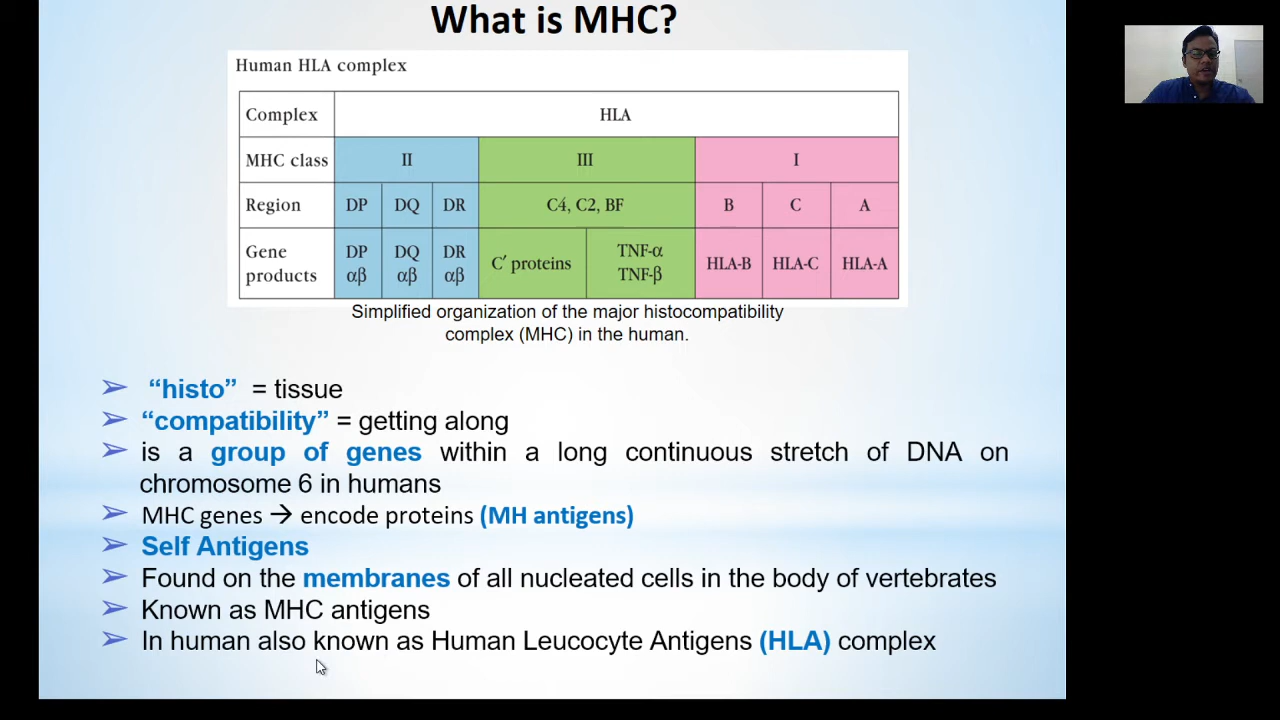 What is MHC?
Human HLA complex
Complex HLA
MHC class II III I
Region DP DQ DR C4, C2, BF B C A
Gene products DP αβ DQ αβ DR αβ C′ proteins TNF-α TNF-β HLA-B HLA-C HLA-A
Simplified organization of the major histocompatibility
complex (MHC) in the human.
➢ “histo” = tissue
➢ “compatibility” = getting along
➢ is a group of genes within a long continuous stretch of DNA on
chromosome 6 in humans
➢ MHC genes → encode proteins (MH antigens)
➢ Self Antigens
➢ Found on the membranes of all nucleated cells in the body of vertebrates
➢ Known as MHC antigens
➢ In human also known as Human Leucocyte Antigens (HLA) complex